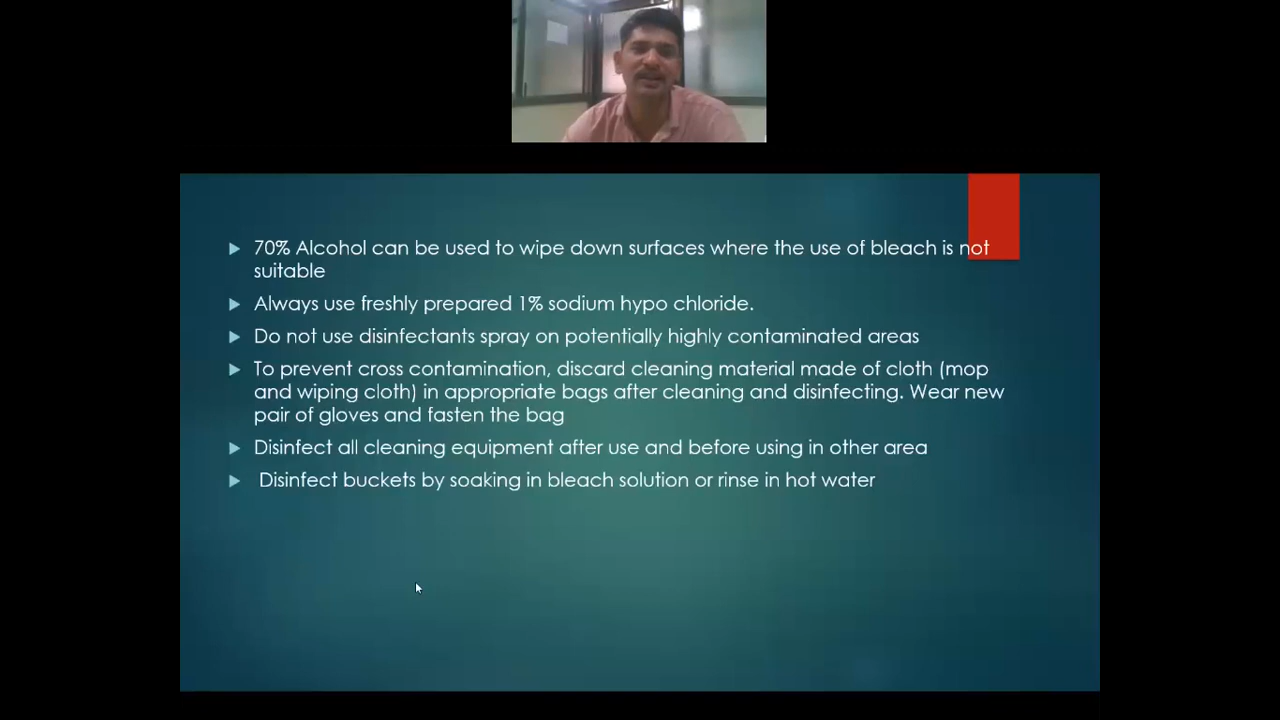 70% Alcohol can be used to wipe down surfaces where the use of bleach is not
suitable
Always use freshly prepared 1% sodium hypo chloride.
Do not use disinfectants spray on potentially highly contaminated areas
To prevent cross contamination, discard cleaning material made of cloth (mop
and wiping cloth) in appropriate bags after cleaning and disinfecting. Wear new
pair of gloves and fasten the bag
Disinfect all cleaning equipment after use and before using in other area
Disinfect buckets by soaking in bleach solution or rinse in hot water